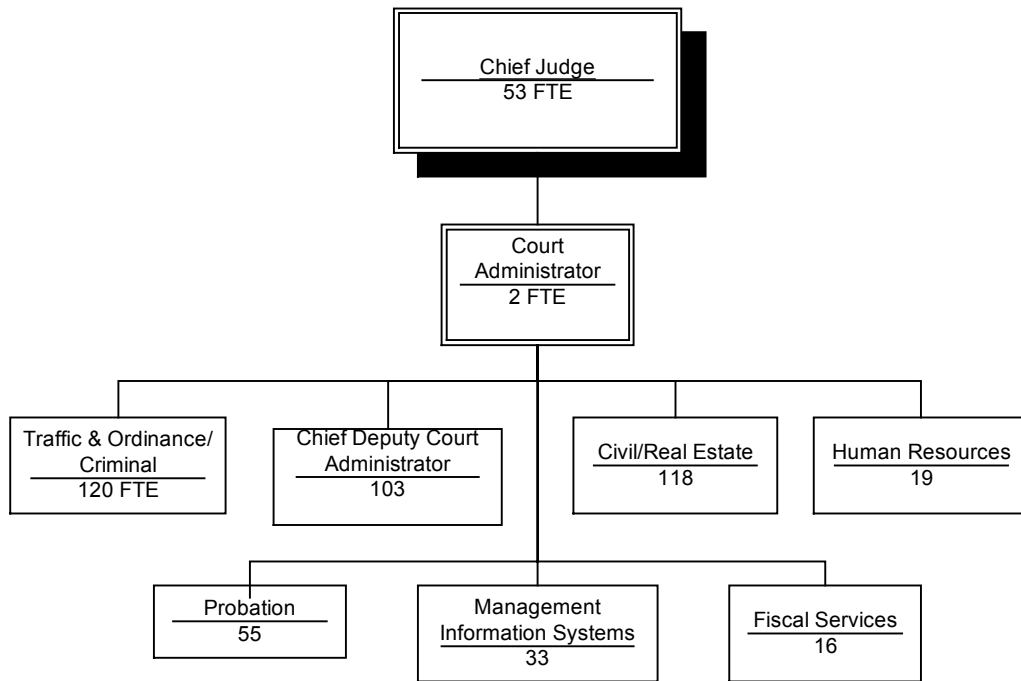 Chief Judge
53 FTE
Court
Administrator
2 FTE
Traffic & Ordinance/
Criminal
120 FTE
Chief Deputy Court
Administrator
103
Civil/Real Estate
118
Human Resources
19
Probation
55
Management
Information Systems
33
Fiscal Services
16